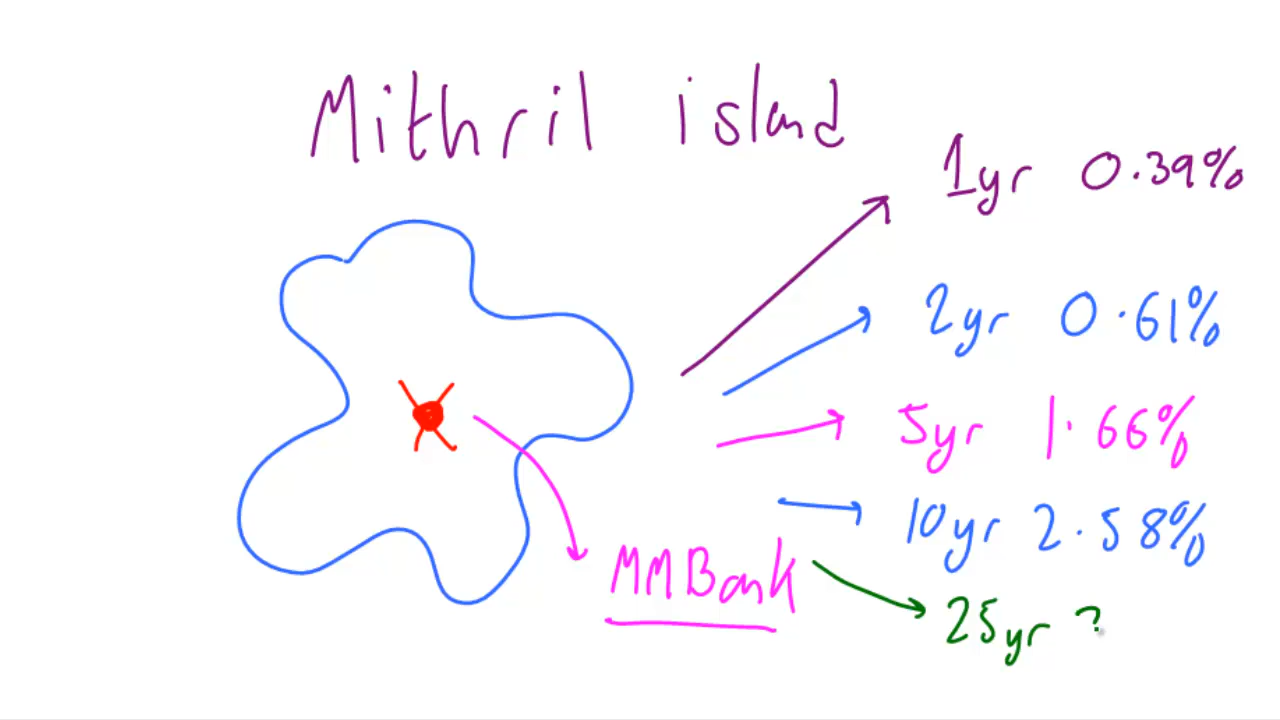 Mithril island
1yr 0.39%
2yr 0.61%
5yr 1.66%
10yr 2.58%
MMBank
25yr ?